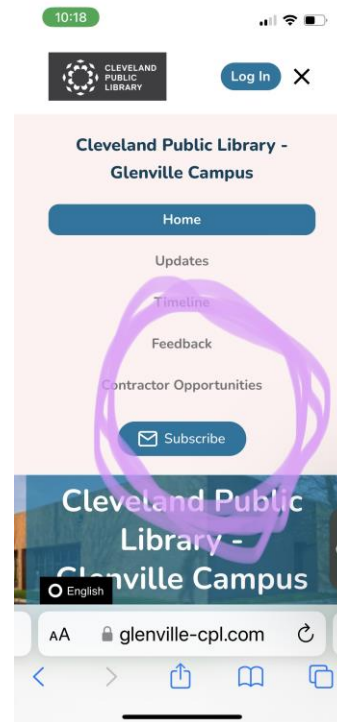 10:18
CLEVELAND
PUBLIC
LIBRARY
Log In
Cleveland Public Library -
Glenville Campus
Home
Updates
Timeline
Feedback
Contractor Opportunities
Subscribe
Cleveland Public
Library -
Glenville Campus
English
AA
glenville-cpl.com